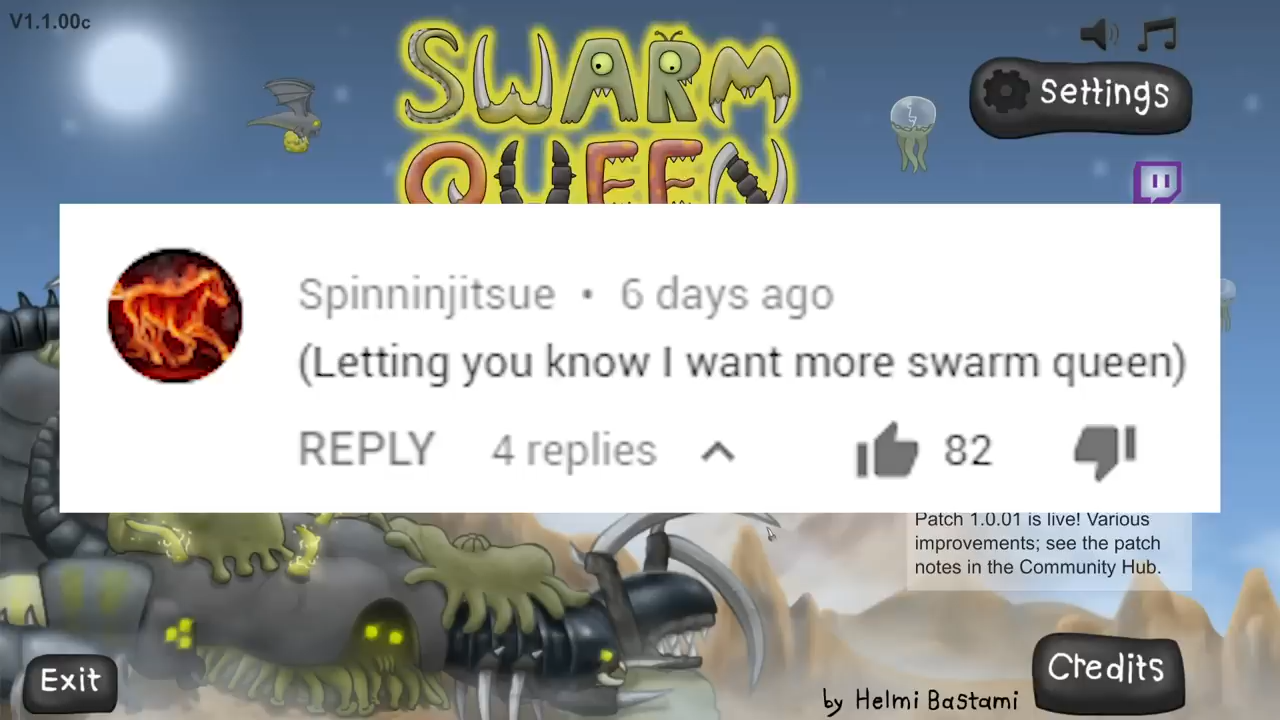 V1.1.00c
SWARM
QUEEN
Settings
Spinninjitsue • 6 days ago
(Letting you know I want more swarm queen)
REPLY 4 replies 82
Patch 1.0.01 is live! Various
improvements; see the patch
notes in the Community Hub.
Exit
Credits
by Helmi Bastami